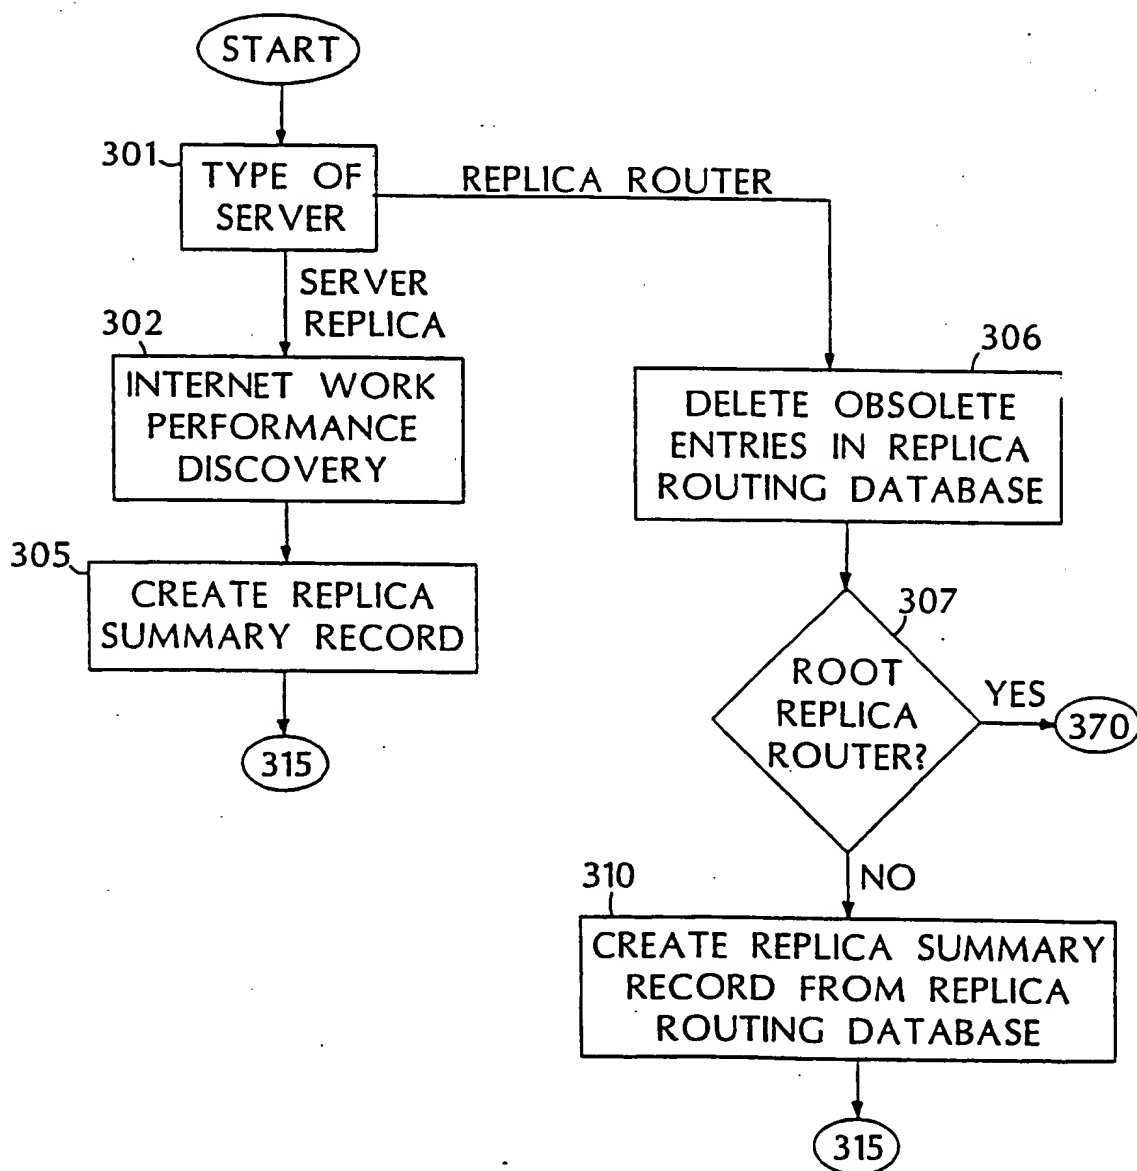 START
301
TYPE OF
SERVER
REPLICA ROUTER
SERVER
REPLICA
302
INTERNET WORK
PERFORMANCE
DISCOVERY
305
CREATE REPLICA
SUMMARY RECORD
315
306
DELETE OBSOLETE
ENTRIES IN REPLICA
ROUTING DATABASE
307
ROOT
REPLICA
ROUTER?
YES
370
NO
310
CREATE REPLICA SUMMARY
RECORD FROM REPLICA
ROUTING DATABASE
315